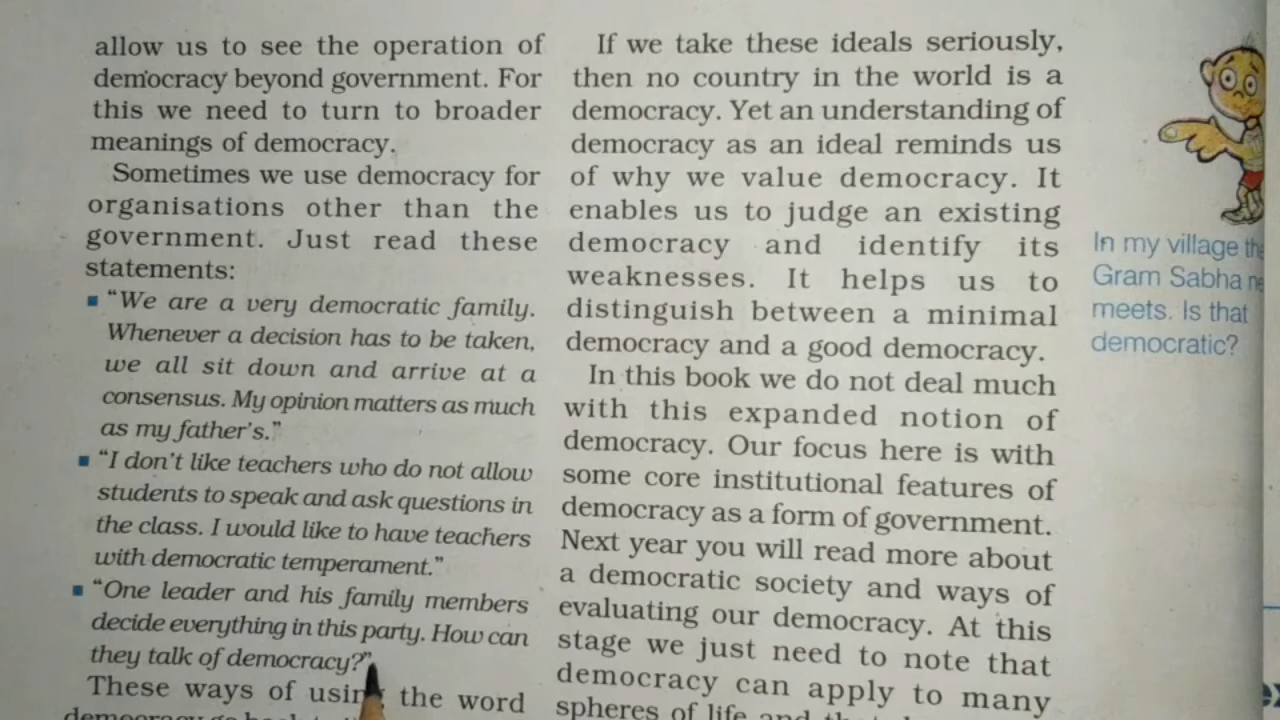 allow us to see the operation of
democracy beyond government. For
this we need to turn to broader
meanings of democracy.
Sometimes we use democracy for
organisations other than the
government. Just read these
statements:
"We are a very democratic family.
Whenever a decision has to be taken,
we all sit down and arrive at a
consensus. My opinion matters as much
as my father's."
"I don't like teachers who do not allow
students to speak and ask questions in
the class. I would like to have teachers
with democratic temperament."
"One leader and his family members
decide everything in this party. How can
they talk of democracy?"
These ways of using the word
If we take these ideals seriously,
then no country in the world is a
democracy. Yet an understanding of
democracy as an ideal reminds us
of why we value democracy. It
enables us to judge an existing
democracy and identify its
weaknesses. It helps us to
distinguish between a minimal
democracy and a good democracy.
In this book we do not deal much
with this expanded notion of
democracy. Our focus here is with
some core institutional features of
democracy as a form of government.
Next year you will read more about
a democratic society and ways of
evaluating our democracy. At this
stage we just need to note that
democracy can apply to many
spheres of life and
In my village
Gram Sabha
meets. Is that
democratic?